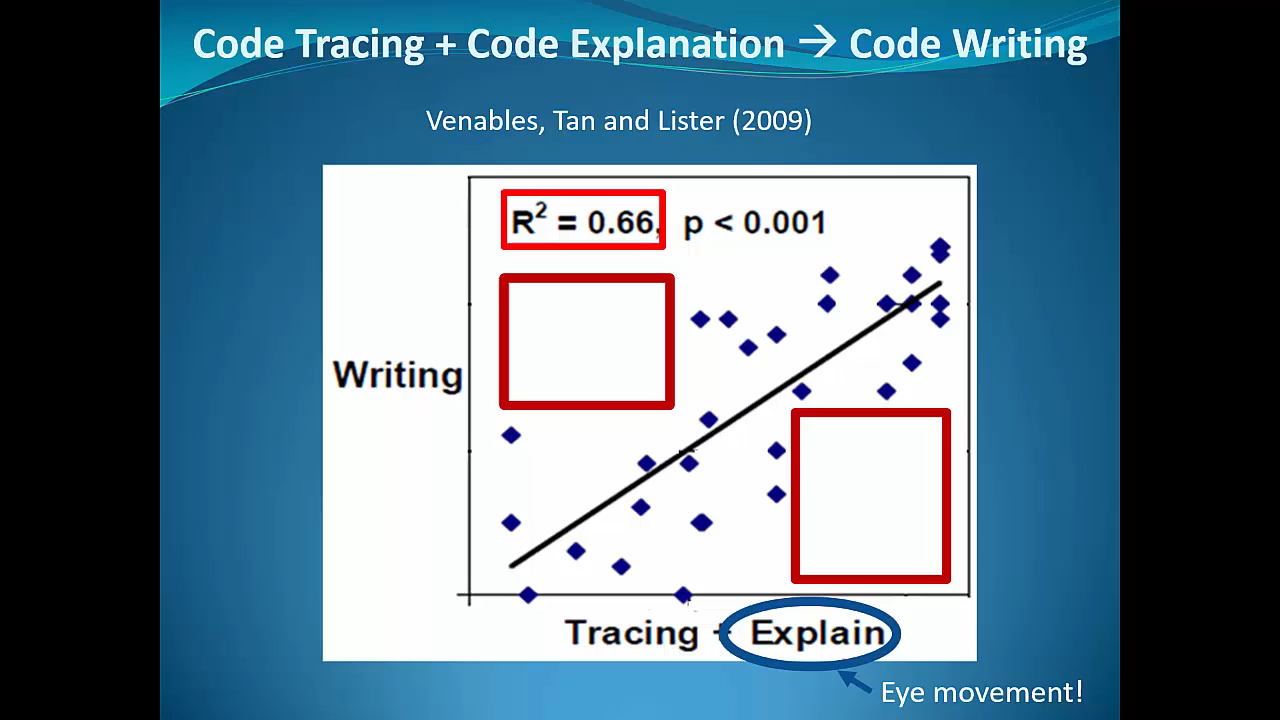 Code Tracing + Code Explanation → Code Writing
Venables, Tan and Lister (2009)
R² = 0.66, p < 0.001
Writing
Tracing + Explain
Eye movement!